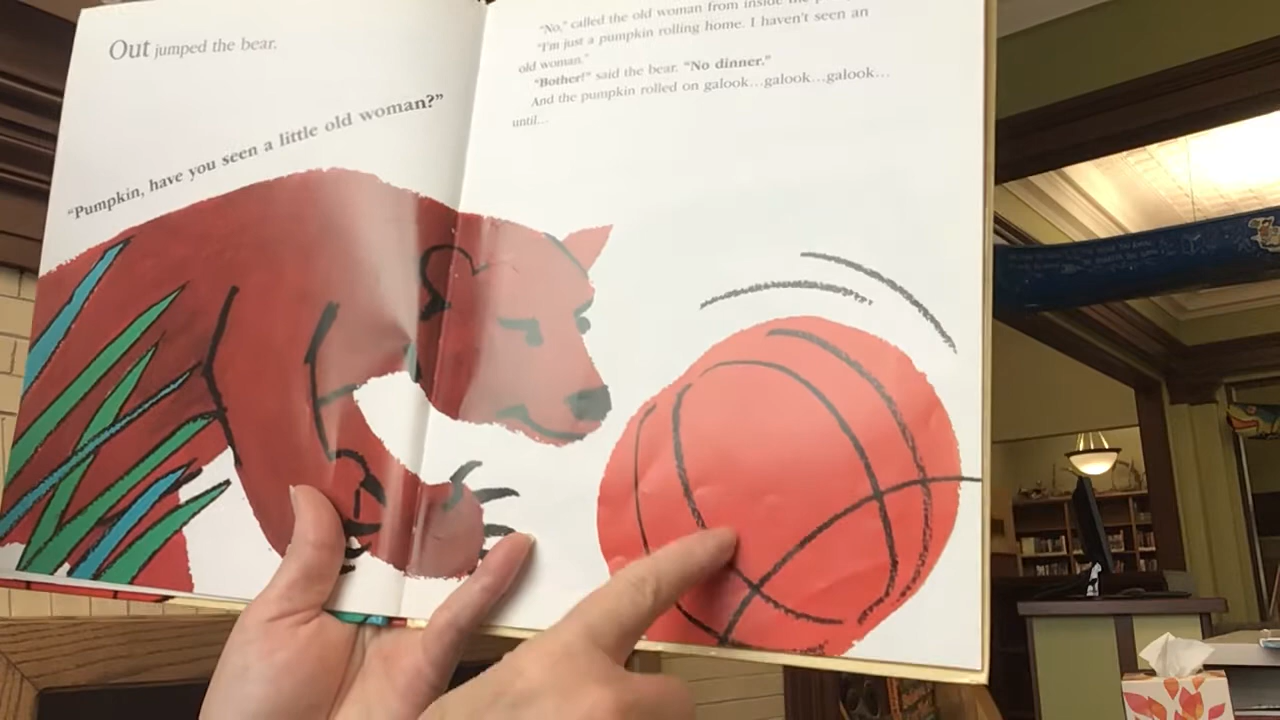 Out jumped the bear.
"Pumpkin, have you seen a little old woman?"
"No," called the old woman from inside the
"I'm just a pumpkin rolling home. I haven't seen an
old woman."
"Bother!" said the bear. "No dinner."
And the pumpkin rolled on galook...galook...galook...
until...